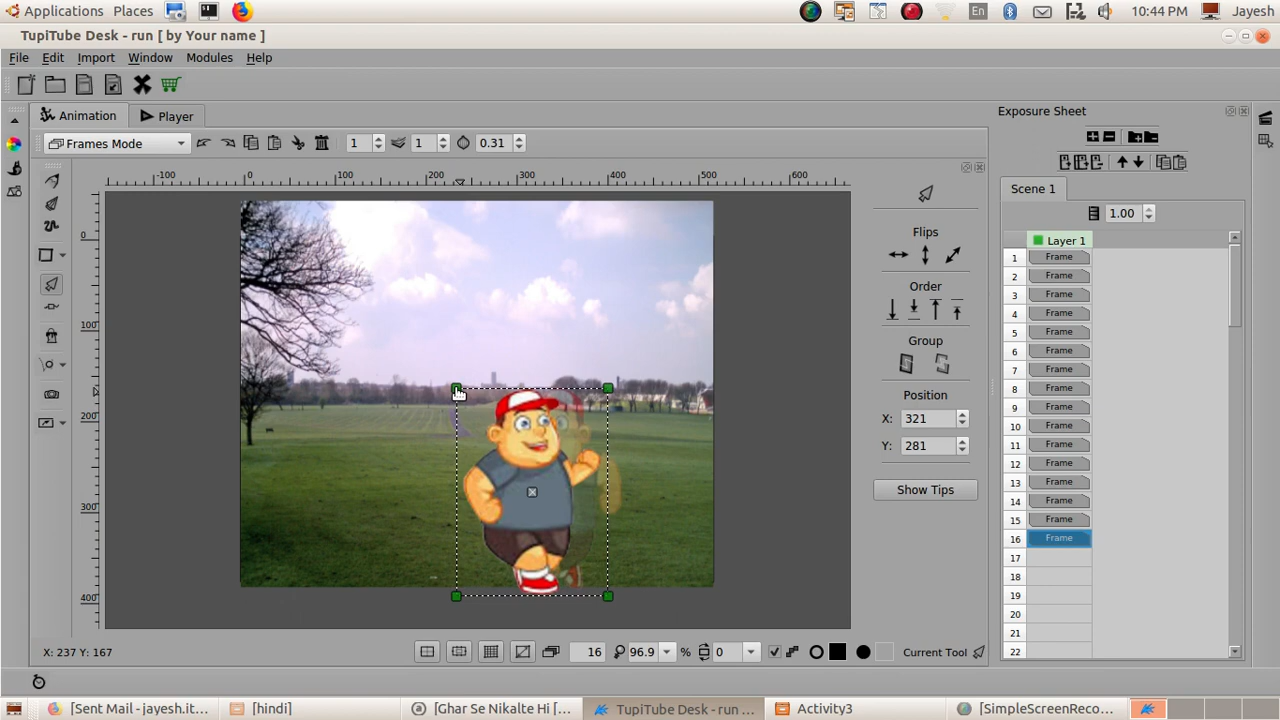 Applications Places En 10:44 PM Jayesh
TupiTube Desk - run [ by Your name ]
File Edit Import Window Modules Help
Animation Player
Exposure Sheet
Frames Mode 1 1 0.31
Scene 1
-100 0 100 200 300 400 500 600
1.00
Layer 1
Flips
Order
Group
Position
X: 321
Y: 281
Show Tips
0
100
200
300
400
1 Frame
2 Frame
3 Frame
4 Frame
5 Frame
6 Frame
7 Frame
8 Frame
9 Frame
10 Frame
11 Frame
12 Frame
13 Frame
14 Frame
15 Frame
16 Frame
17
18
19
20
21
22
X: 237 Y: 167 16 96.9 % 0 Current Tool
[Sent Mail - jayesh.it... [hindi] [Ghar Se Nikalte Hi [... TupiTube Desk - run ... Activity3 [SimpleScreenReco...